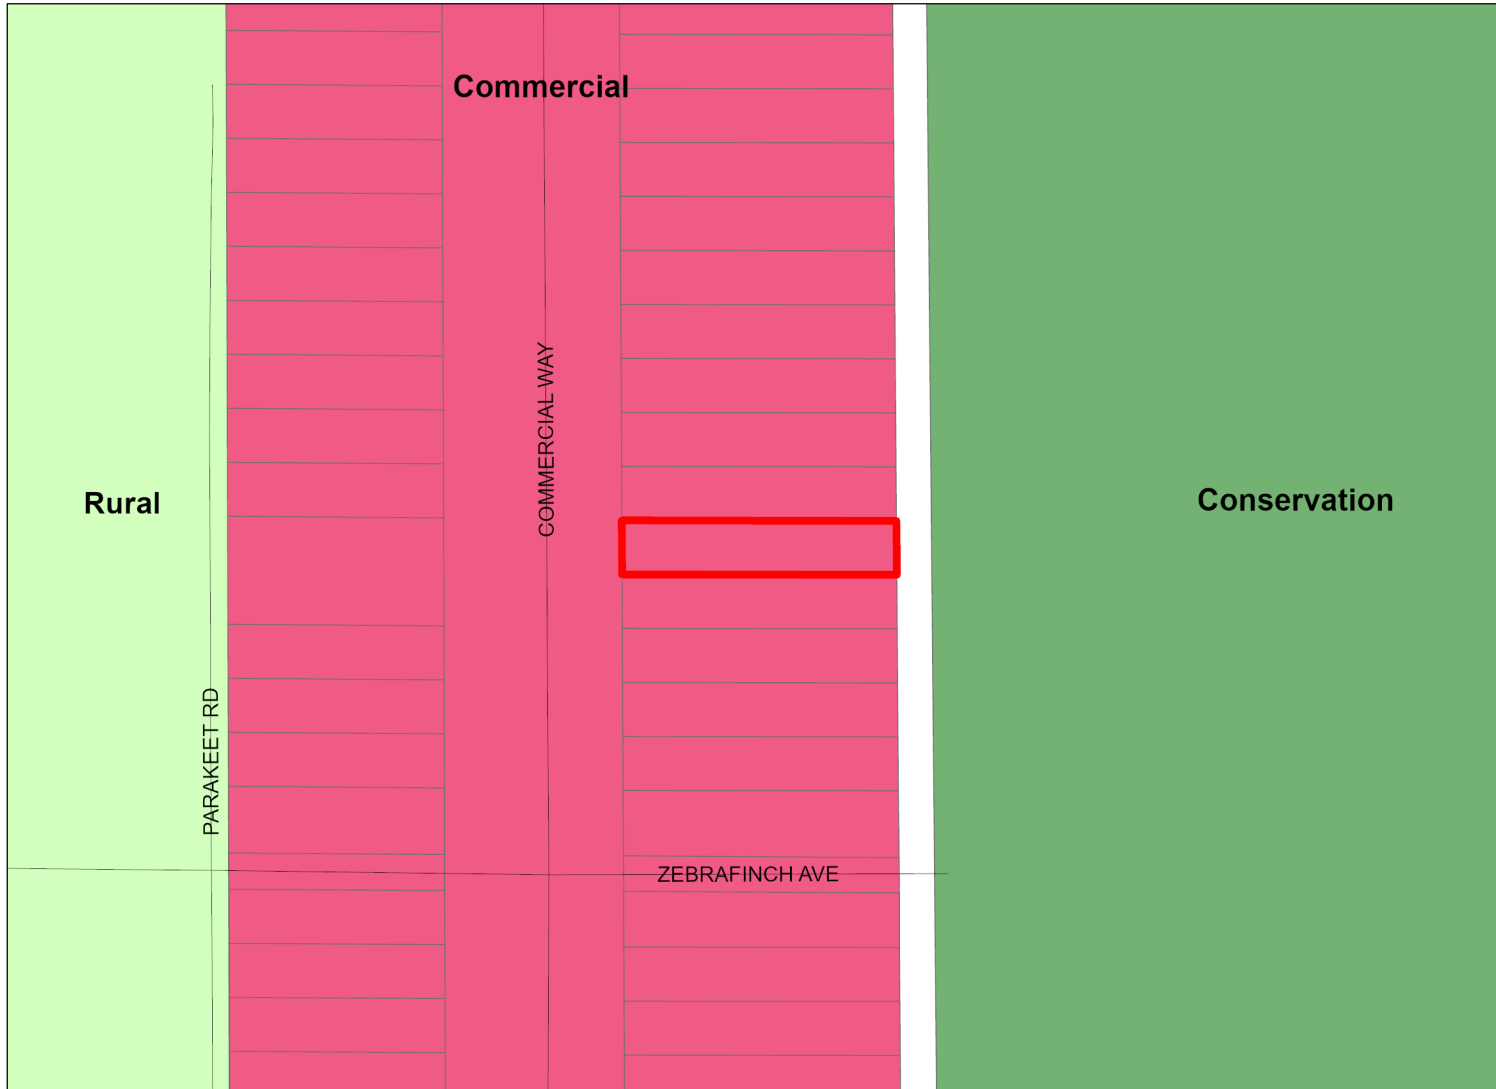 Commercial
COMMERCIAL WAY
Rural
Conservation
PARAKEET RD
ZEBRAFINCH AVE